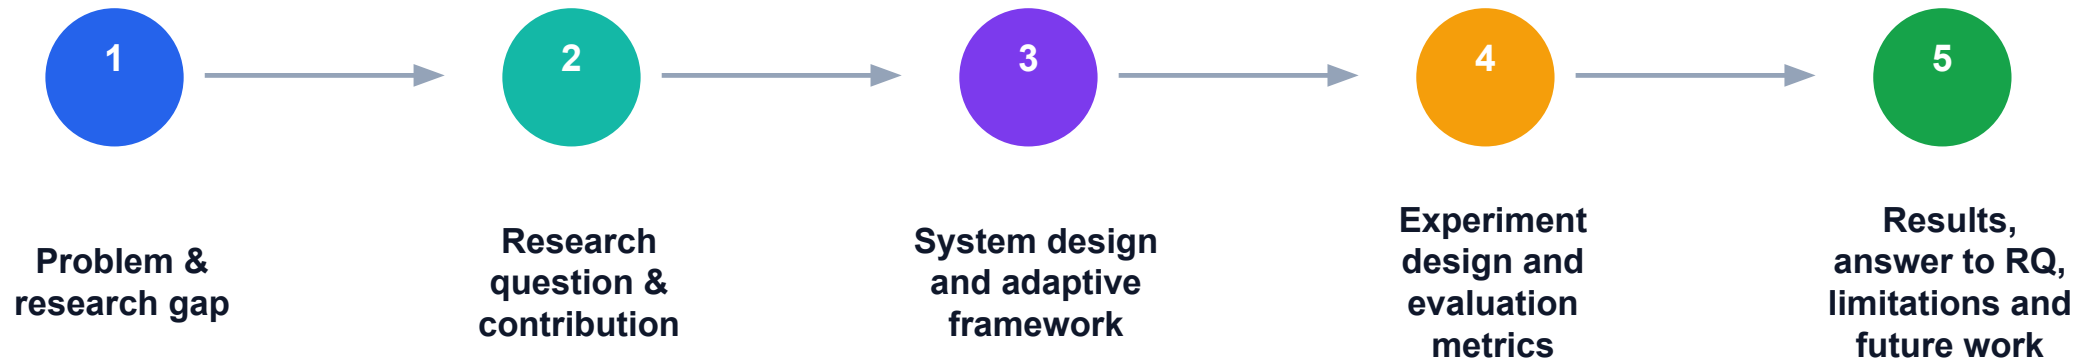 1
2
3
4
5
Problem &
research gap
Research
question &
contribution
System design
and adaptive
framework
Experiment
design and
evaluation
metrics
Results,
answer to RQ,
limitations and
future work